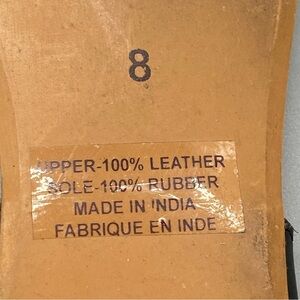 8
UPPER-100% LEATHER
SOLE-100% RUBBER
MADE IN INDIA
FABRIQUE EN INDE